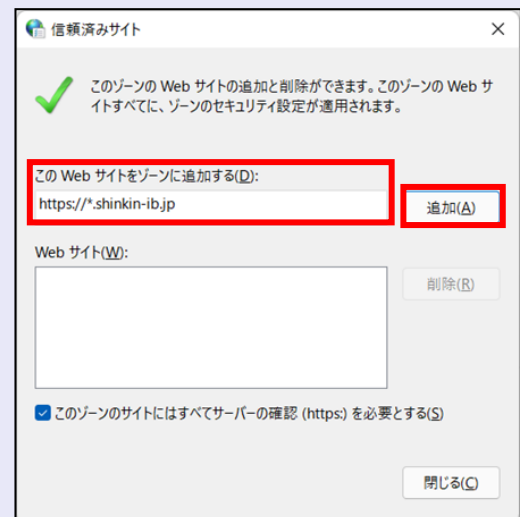 信頼済みサイト
このゾーンの Web サイトの追加と削除ができます。このゾーンの Web サ
イトすべてに、ゾーンのセキュリティ設定が適用されます。
この Web サイトをゾーンに追加する(D):
https://*.shinkin-ib.jp
追加(A)
Web サイト(W):
削除(R)
このゾーンのサイトにはすべてサーバーの確認 (https:) を必要とする(S)
閉じる(C)